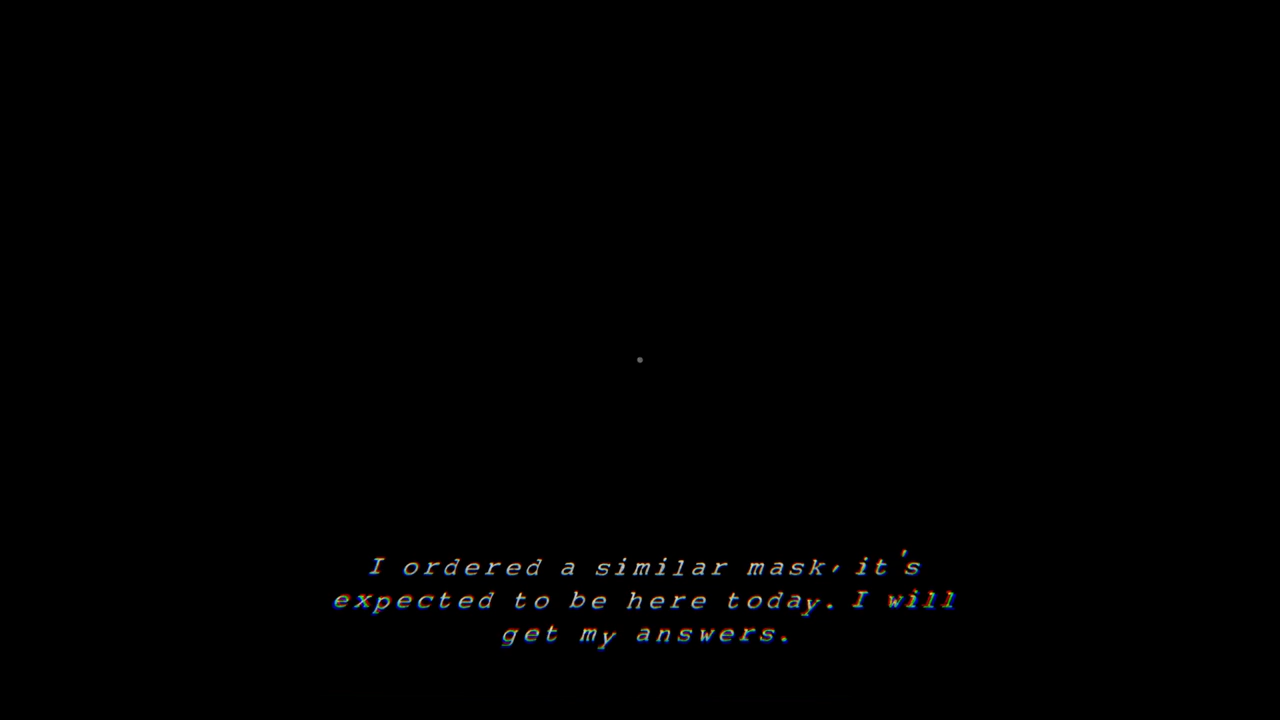 I ordered a similar mask, it's
expected to be here today. I will
get my answers.